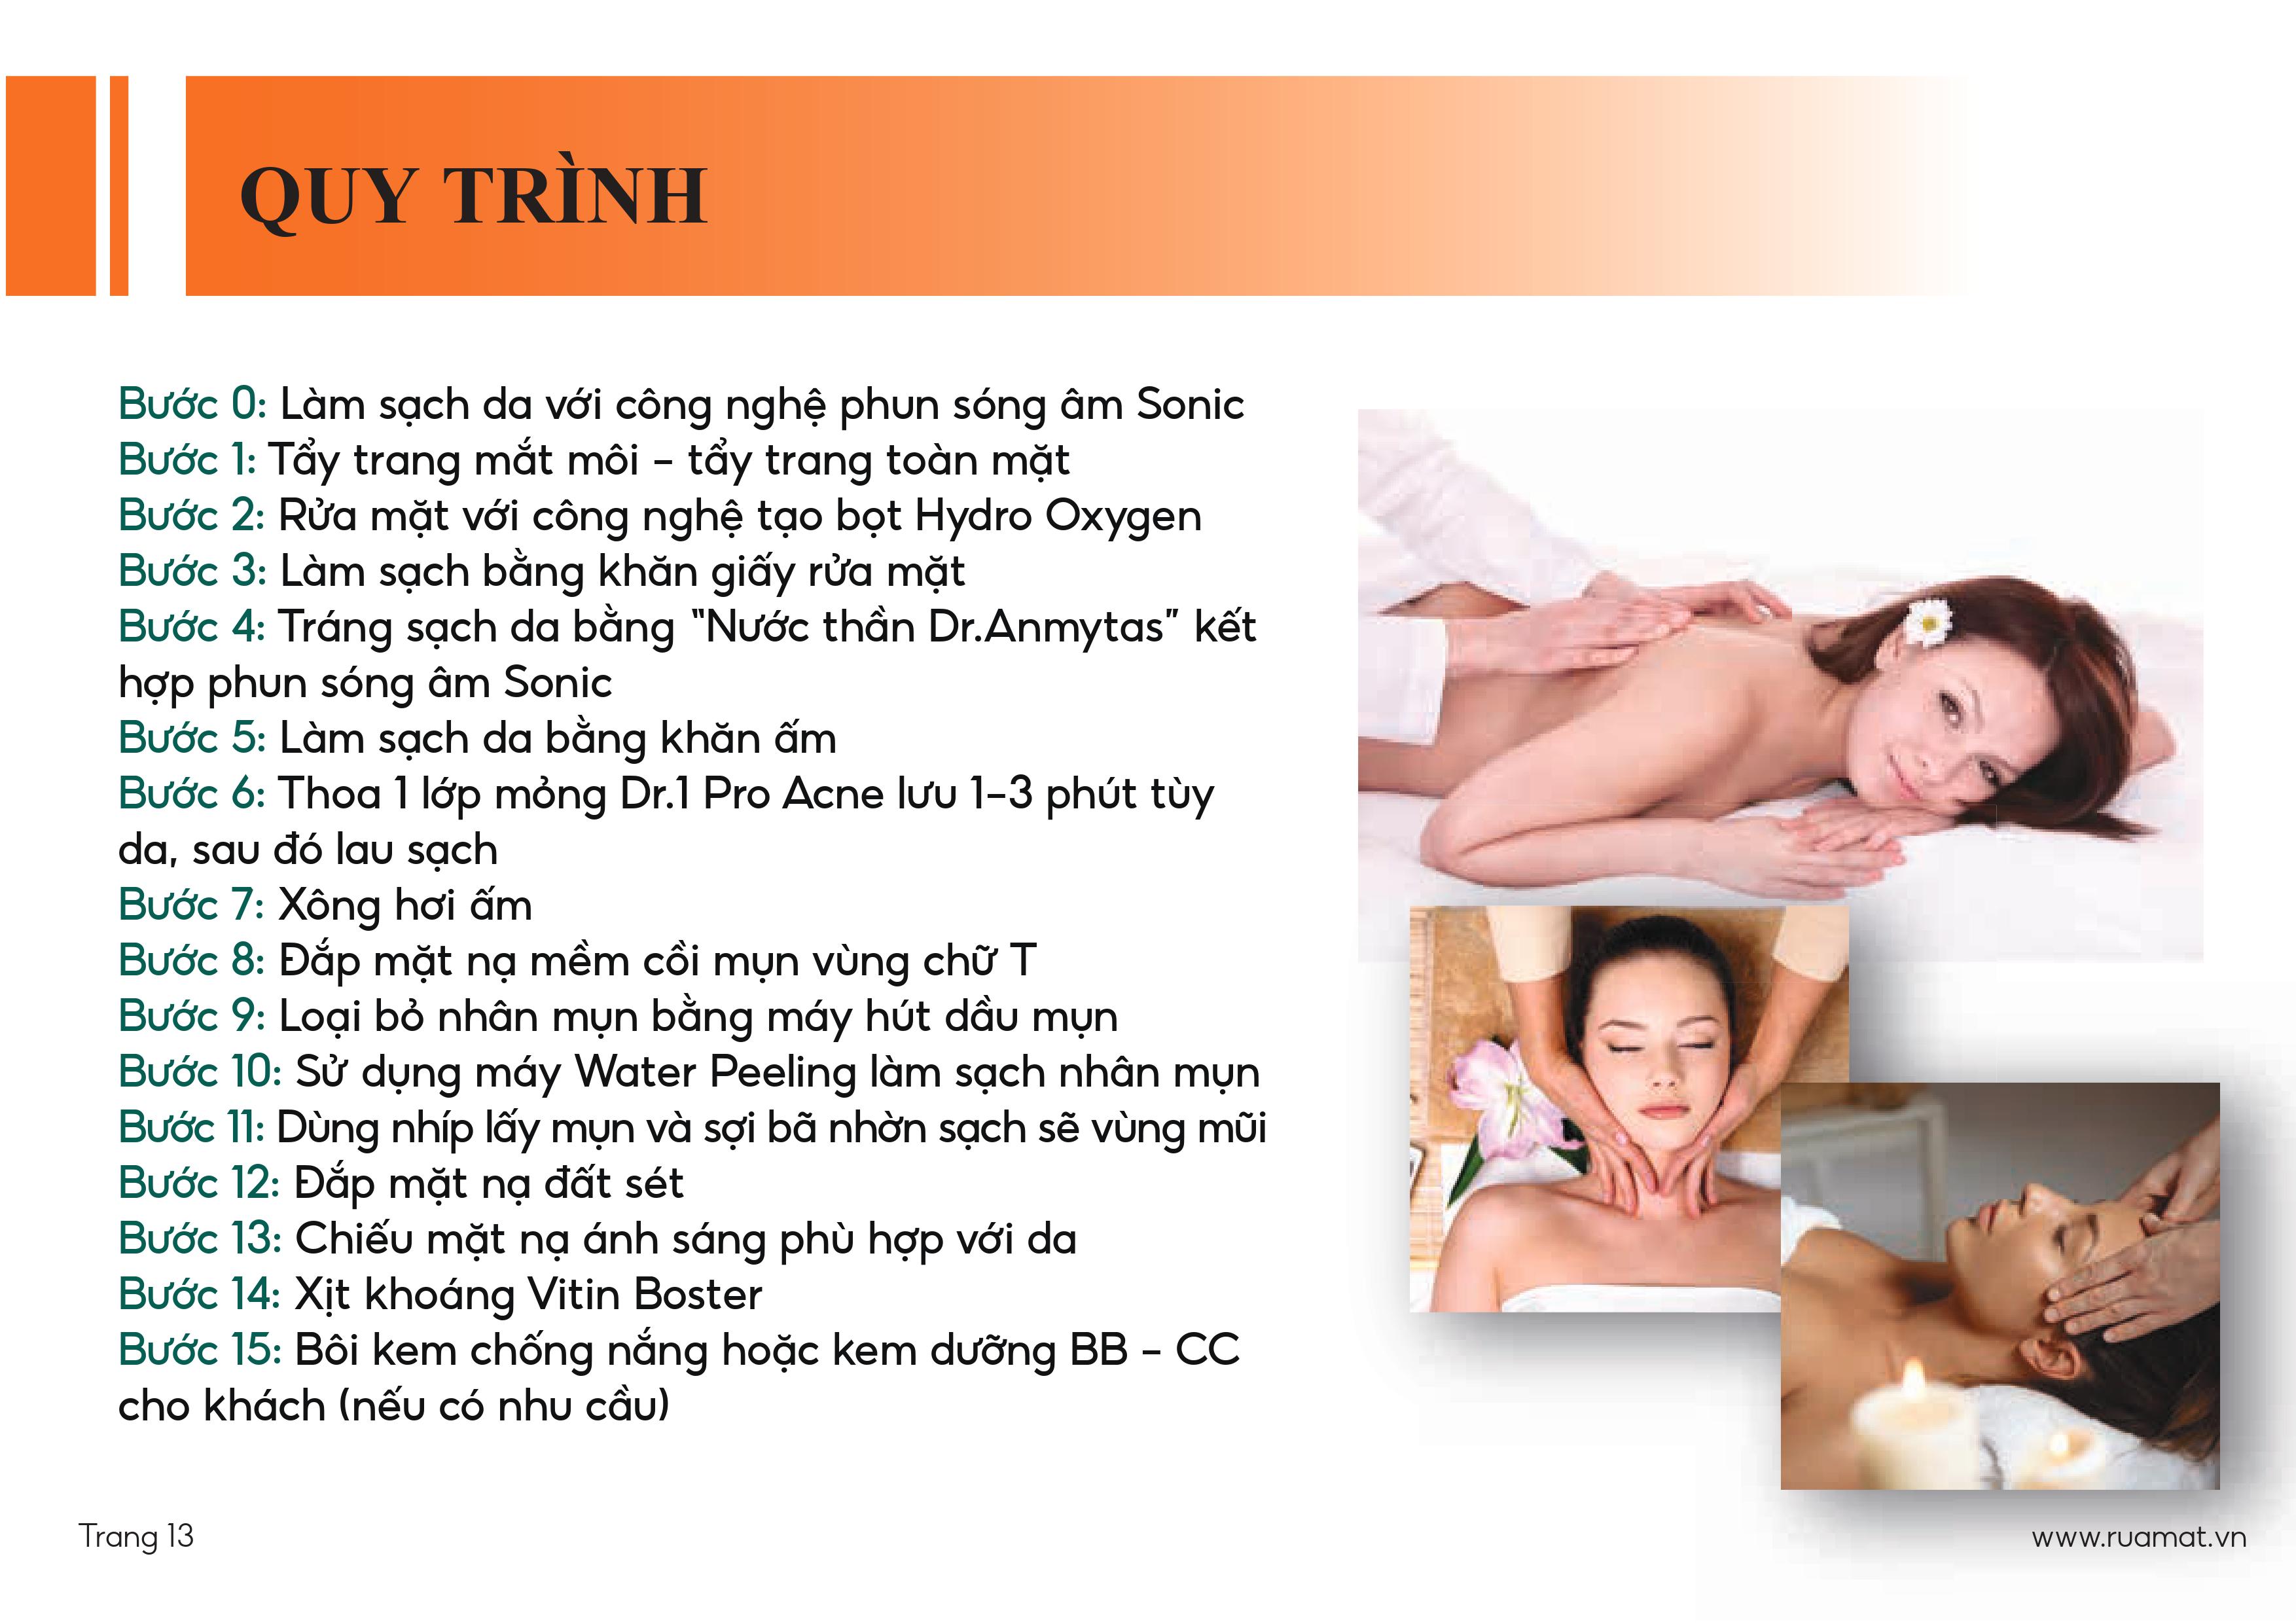 QUY TRÌNH
Bước 0: Làm sạch da với công nghệ phun sóng âm Sonic
Bước 1: Tẩy trang mắt môi – tẩy trang toàn mặt
Bước 2: Rửa mặt với công nghệ tạo bọt Hydro Oxygen
Bước 3: Làm sạch bằng khăn giấy rửa mặt
Bước 4: Tráng sạch da bằng “Nước thần Dr.Anmytas” kết
hợp phun sóng âm Sonic
Bước 5: Làm sạch da bằng khăn ấm
Bước 6: Thoa 1 lớp mỏng Dr.1 Pro Acne lưu 1-3 phút tùy
da, sau đó lau sạch
Bước 7: Xông hơi ấm
Bước 8: Đắp mặt nạ mềm cồi mụn vùng chữ T
Bước 9: Loại bỏ nhân mụn bằng máy hút dầu mụn
Bước 10: Sử dụng máy Water Peeling làm sạch nhân mụn
Bước 11: Dùng nhíp lấy mụn và sợi bã nhờn sạch sẽ vùng mũi
Bước 12: Đắp mặt nạ đất sét
Bước 13: Chiếu mặt nạ ánh sáng phù hợp với da
Bước 14: Xịt khoáng Vitin Boster
Bước 15: Bôi kem chống nắng hoặc kem dưỡng BB – CC
cho khách (nếu có nhu cầu)
Trang 13
www.ruamat.vn